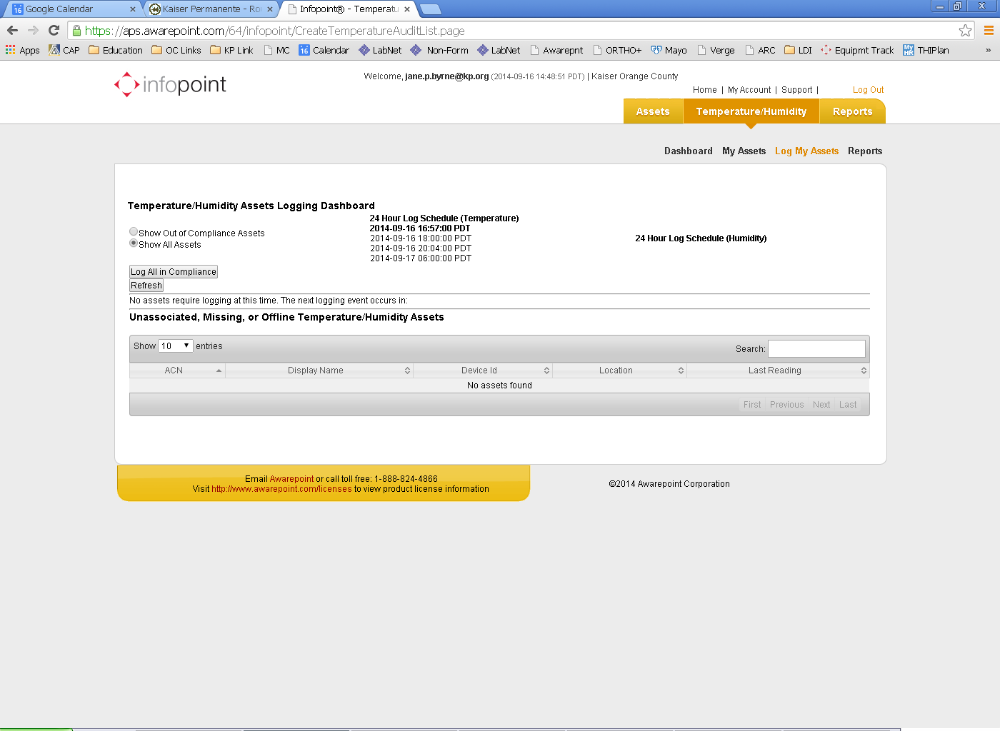 16 Google Calendar
Kaiser Permanente - Ro
Infopoint® - Temperatu
https://aps.awarepoint.com/64/infopoint/CreateTemperatureAuditList.page
Apps CAP Education OC Links KP Link MC 16 Calendar LabNet Non-Form LabNet Awarepnt ORTHO+ Mayo Verge ARC LDI Equipmt Track MY HR THIPlan »
infopoint
Welcome, jane.p.byrne@kp.org (2014-09-16 14:48:51 PDT) | Kaiser Orange County
Home | My Account | Support | Log Out
Assets Temperature/Humidity Reports
Dashboard My Assets Log My Assets Reports
Temperature/Humidity Assets Logging Dashboard
Show Out of Compliance Assets
Show All Assets
24 Hour Log Schedule (Temperature)
2014-09-16 16:57:00 PDT
2014-09-16 18:00:00 PDT
2014-09-16 20:04:00 PDT
2014-09-17 06:00:00 PDT
24 Hour Log Schedule (Humidity)
Log All in Compliance
Refresh
No assets require logging at this time. The next logging event occurs in:
Unassociated, Missing, or Offline Temperature/Humidity Assets
Show 10 entries
Search:
ACN Display Name Device Id Location Last Reading
No assets found
First Previous Next Last
Email Awarepoint or call toll free: 1-888-824-4866
Visit http://www.awarepoint.com/licenses to view product license information
©2014 Awarepoint Corporation